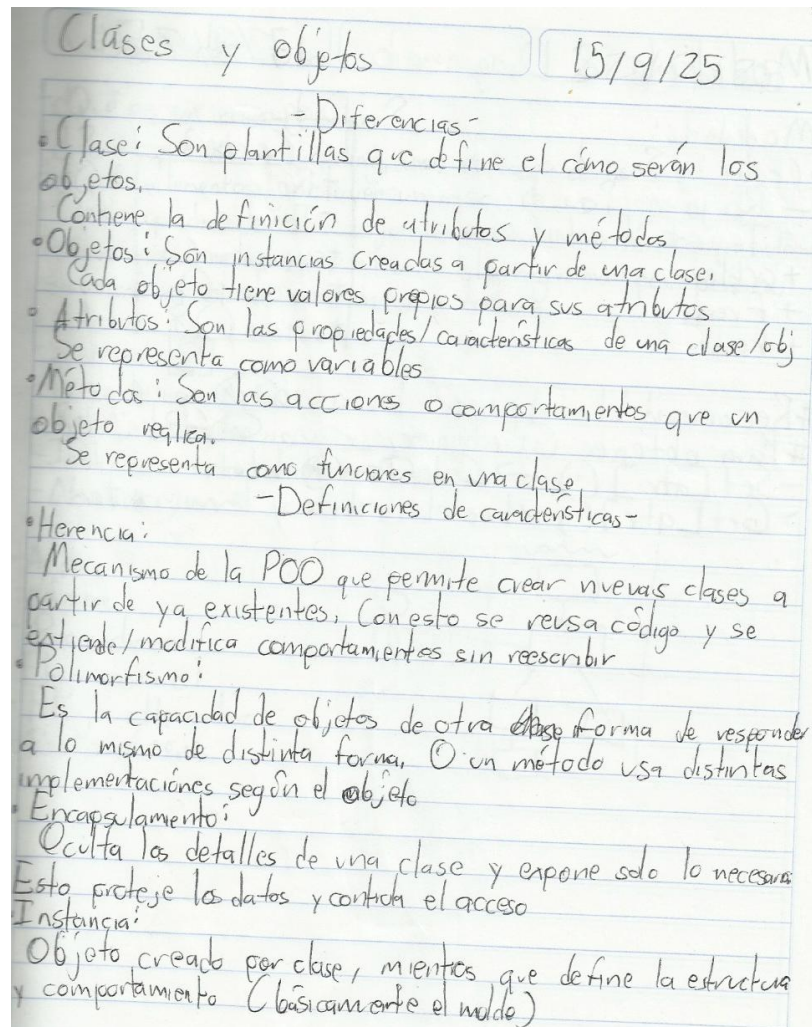 Clases y objetos
15/9/25
-Diferencias-
•Clase: Son plantillas que define el cómo serán los
objetos.
Contiene la definición de atributos y métodos.
•Objetos: Son instancias creadas a partir de una clase.
Cada objeto tiene valores propios para sus atributos
• Atributos: Son las propiedades/características de una clase/obj
Se representa como variables
•Métodos: Son las acciones o comportamientos que un
objeto realiza.
Se representa como funciones en una clase
-Definiciones de características-
•Herencia:
Mecanismo de la POO que permite crear nuevas clases a
partir de ya existentes. Con esto se reusa código y se
extiende/modifica comportamientos sin reescribir
•Polimorfismo:
Es la capacidad de objetos de otra forma de responder
a lo mismo de distinta forma. O un método usa distintas
implementaciónes según el objeto
•Encapsulamiento:
Oculta los detalles de una clase y expone solo lo necesario
Esto proteje los datos y controla el acceso
•Instancia:
Objeto creado por clase, mientras que define la estructura
y comportamiento (básicamente el molde)